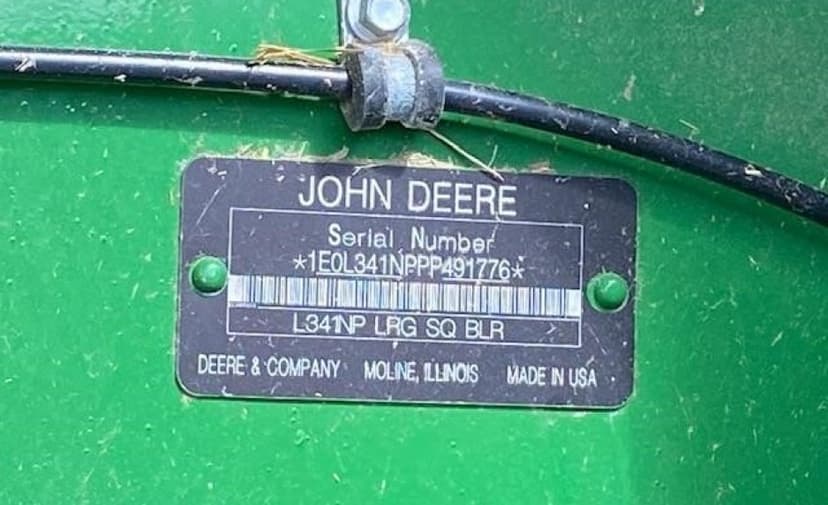 JOHN DEERE
Serial Number
*1E0L341NPPP491776*
L341NP LRG SQ BLR
DEERE & COMPANY MOLINE, ILLINOIS MADE IN USA